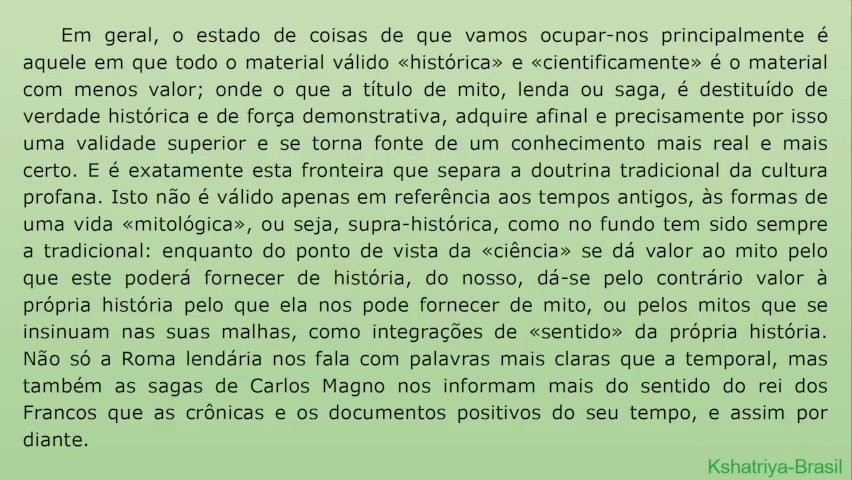 Em geral, o estado de coisas de que vamos ocupar-nos principalmente é
aquele em que todo o material válido «histórica» e «cientificamente» é o material
com menos valor; onde o que a título de mito, lenda ou saga, é destituído de
verdade histórica e de força demonstrativa, adquire afinal e precisamente por isso
uma validade superior e se torna fonte de um conhecimento mais real e mais
certo. E é exatamente esta fronteira que separa a doutrina tradicional da cultura
profana. Isto não é válido apenas em referência aos tempos antigos, às formas de
uma vida «mitológica», ou seja, supra-histórica, como no fundo tem sido sempre
a tradicional: enquanto do ponto de vista da «ciência» se dá valor ao mito pelo
que este poderá fornecer de história, do nosso, dá-se pelo contrário valor à
própria história pelo que ela nos pode fornecer de mito, ou pelos mitos que se
insinuam nas suas malhas, como integrações de «sentido» da própria história.
Não só a Roma lendária nos fala com palavras mais claras que a temporal, mas
também as sagas de Carlos Magno nos informam mais do sentido do rei dos
Francos que as crônicas e os documentos positivos do seu tempo, e assim por
diante.
Kshatriya-Brasil